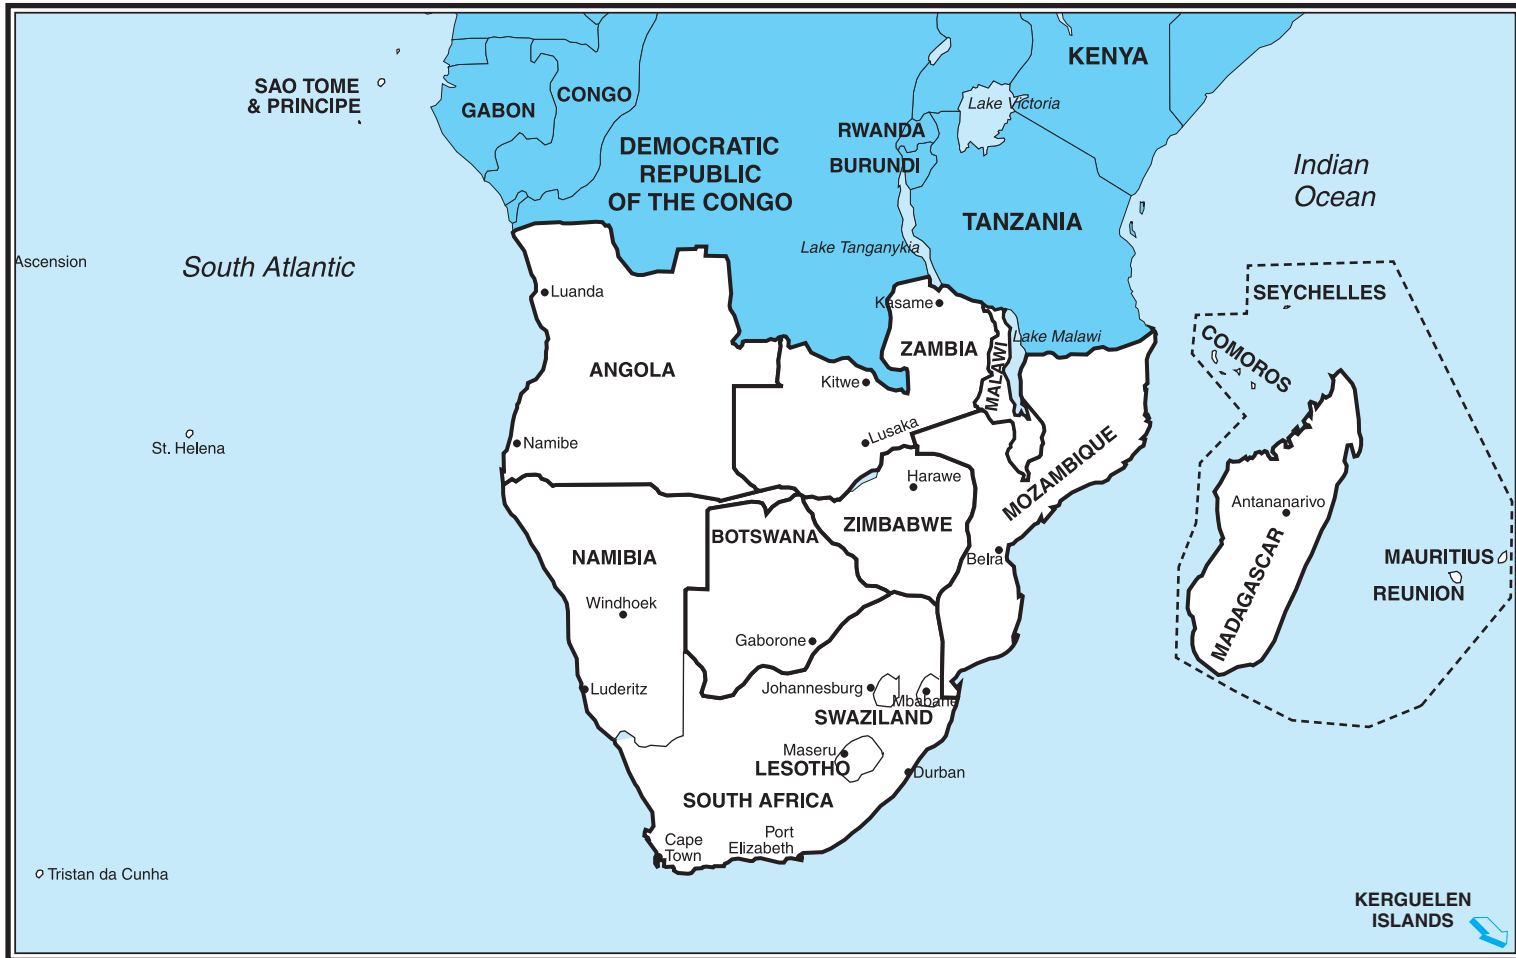 KENYA
SAO TOME
& PRINCIPE
GABON
CONGO
Lake Victoria
RWANDA
BURUNDI
DEMOCRATIC
REPUBLIC
OF THE CONGO
Indian
Ocean
TANZANIA
Lake Tanganykia
Ascension
South Atlantic
Luanda
Kasame
SEYCHELLES
Lake Malawi
COMOROS
ZAMBIA
MALAWI
ANGOLA
Kitwe
Lusaka
Namibe
St. Helena
MOZAMBIQUE
Harawe
Antananarivo
ZIMBABWE
BOTSWANA
NAMIBIA
Beira
MAURITIUS
REUNION
MADAGASCAR
Windhoek
Gaborone
Luderitz
Johannesburg
Mbabane
SWAZILAND
Maseru
LESOTHO
Durban
SOUTH AFRICA
Cape
Town
Port
Elizabeth
Tristan da Cunha
KERGUELEN
ISLANDS